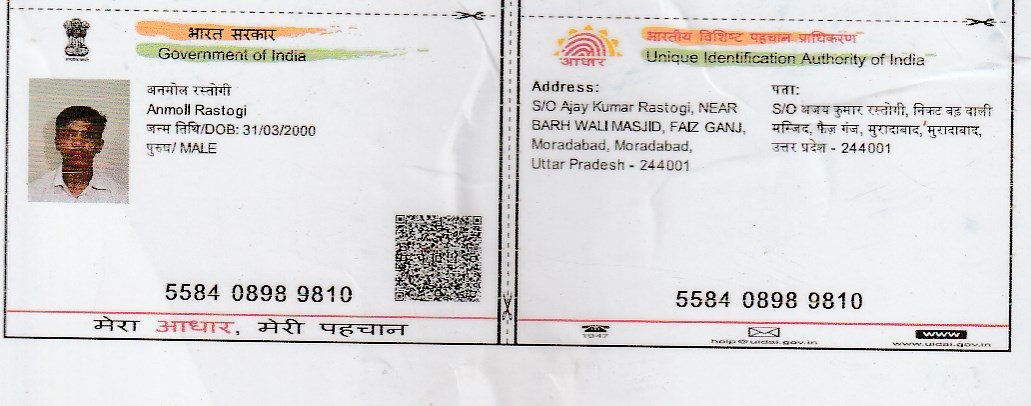 भारत सरकार
Government of India
अनमोल रस्तोगी
Anmoll Rastogi
जन्म तिथि/DOB: 31/03/2000
पुरुष/ MALE
5584 0898 9810
मेरा आधार, मेरी पहचान
आधार
भारतीय विशिष्ट पहचान प्राधिकरण
Unique Identification Authority of India
Address:
S/O Ajay Kumar Rastogi, NEAR
BARH WALI MASJID, FAIZ GANJ,
Moradabad, Moradabad,
Uttar Pradesh - 244001
पता:
S/O अजय कुमार रस्तोगी, निकट बड़ वाली
मस्जिद, फैज़ गंज, मुरादाबाद, मुरादाबाद,
उत्तर प्रदेश - 244001
5584 0898 9810
1947
help@uidai.gov.in
www
www.uidai.gov.in